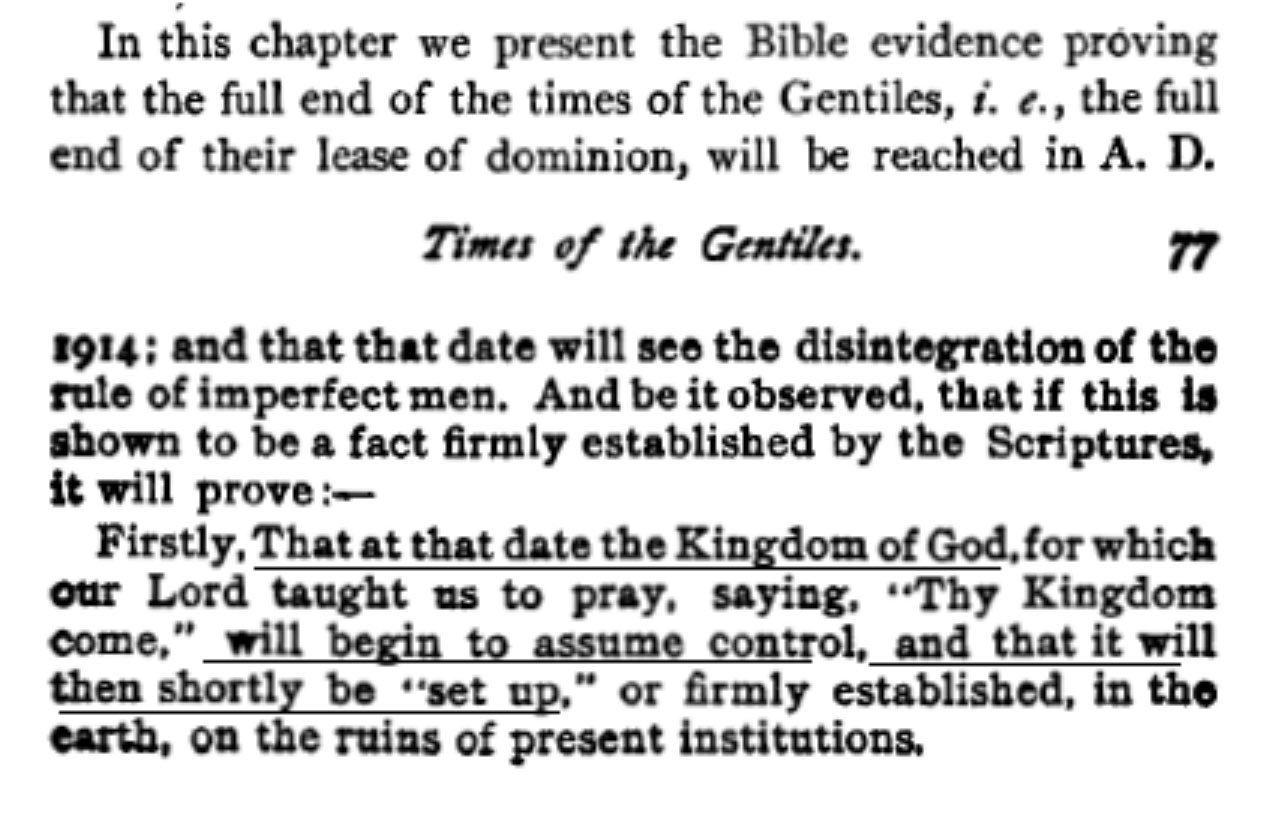 In this chapter we present the Bible evidence proving
that the full end of the times of the Gentiles, i. e., the full
end of their lease of dominion, will be reached in A. D.
Times of the Gentiles. 77
1914; and that that date will see the disintegration of the
rule of imperfect men. And be it observed, that if this is
shown to be a fact firmly established by the Scriptures,
it will prove:—
Firstly, That at that date the Kingdom of God, for which
our Lord taught us to pray, saying, "Thy Kingdom
come," will begin to assume control, and that it will
then shortly be "set up," or firmly established, in the
earth, on the ruins of present institutions.